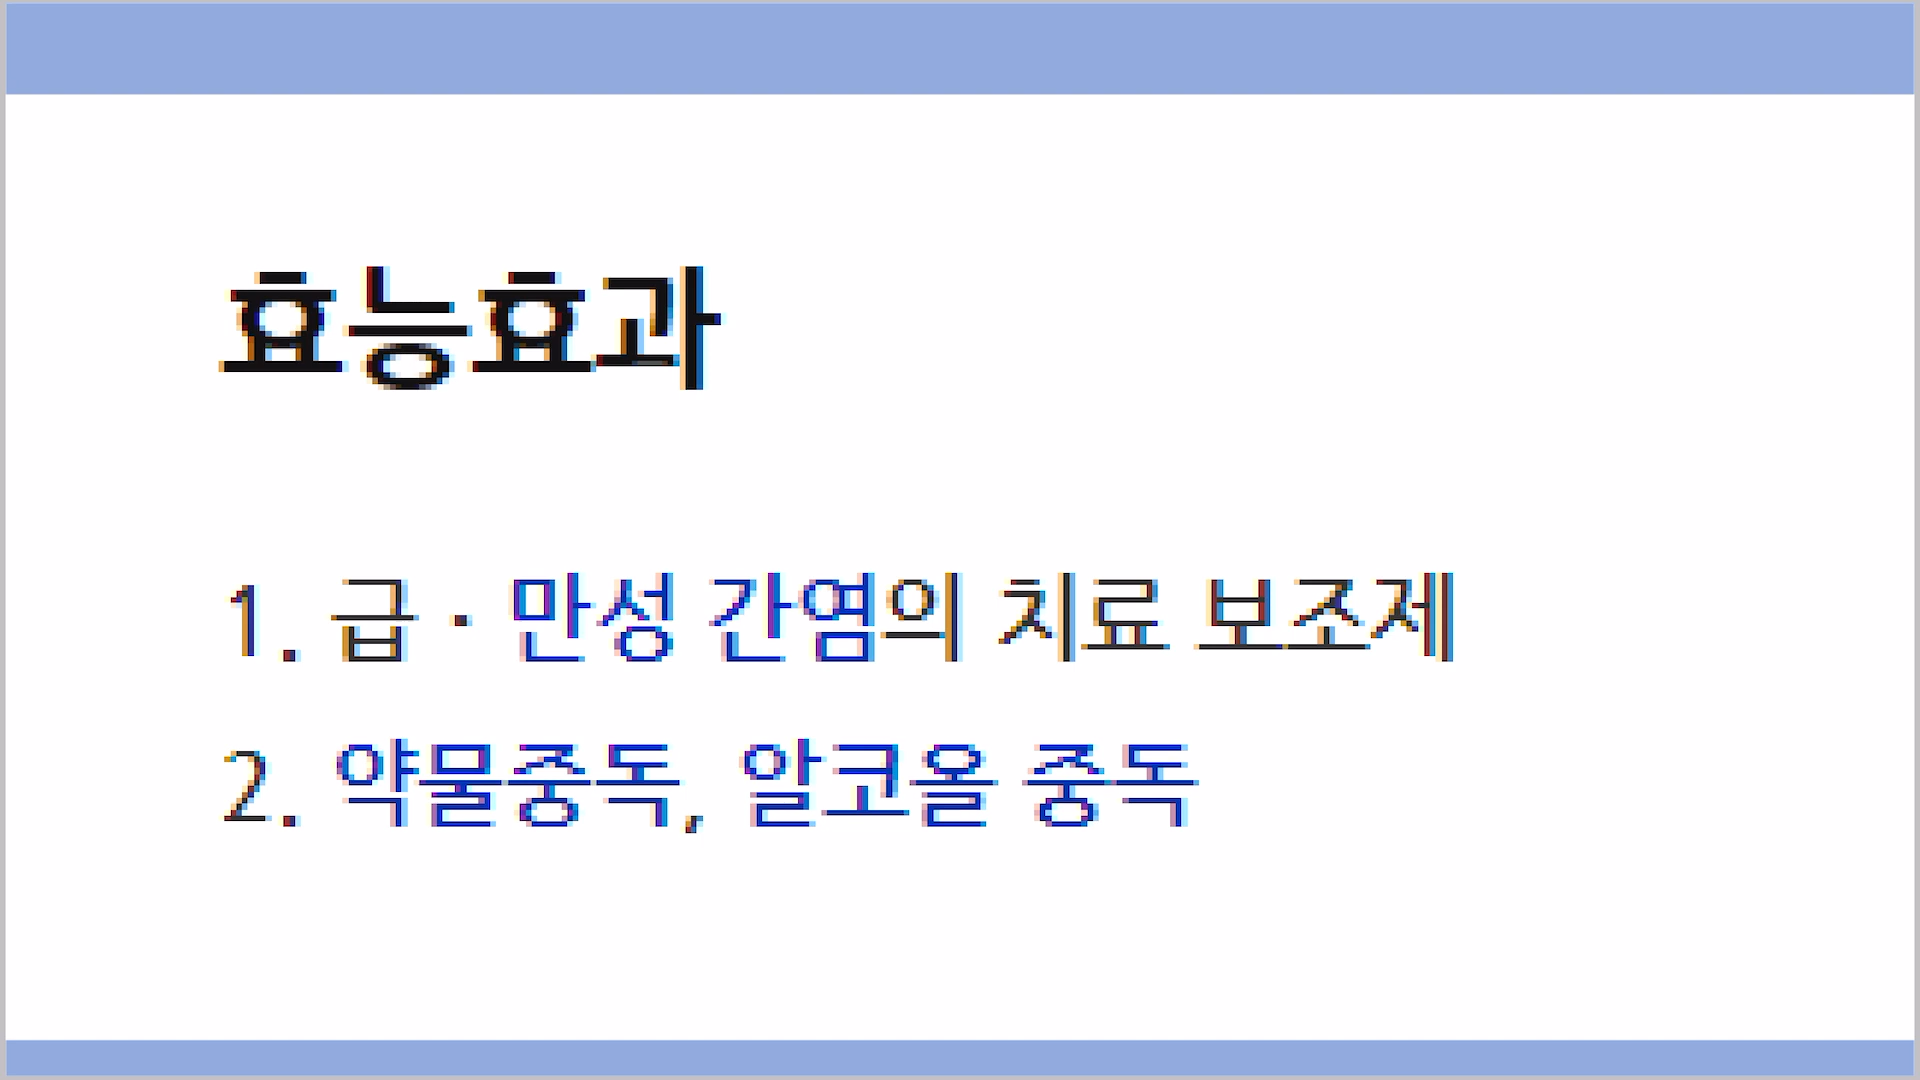 효능효과
1. 급 · 만성 간염의 치료 보조제
2. 약물중독, 알코올 중독